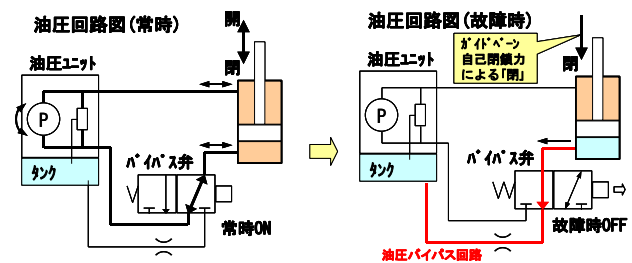 油圧回路図(常時)
開
閉
油圧ﾕﾆｯﾄ
P
ﾀﾝｸ
ﾊﾞｲﾊﾟｽ弁
常時ON
油圧回路図(故障時)
ｶﾞｲﾄﾞﾍﾞｰﾝ
自己閉鎖力
による｢閉｣
閉
油圧ﾕﾆｯﾄ
P
ﾀﾝｸ
ﾊﾞｲﾊﾟｽ弁
故障時OFF
油圧バイパス回路